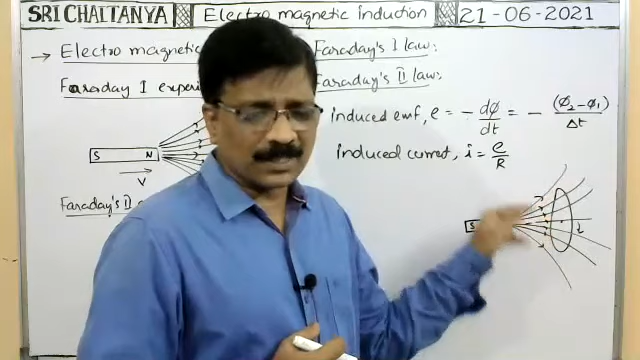 SRI CHAITANYA Electro magnetic induction 21-06-2021
→ Electro magnetic Faraday's I law:
Faraday I Faraday's II law:
Induced emf, e = - dϕ/dt = - (ϕ₂-ϕ₁)/Δt
Induced current, i = e/R
S N
→ V
Faraday's II
S